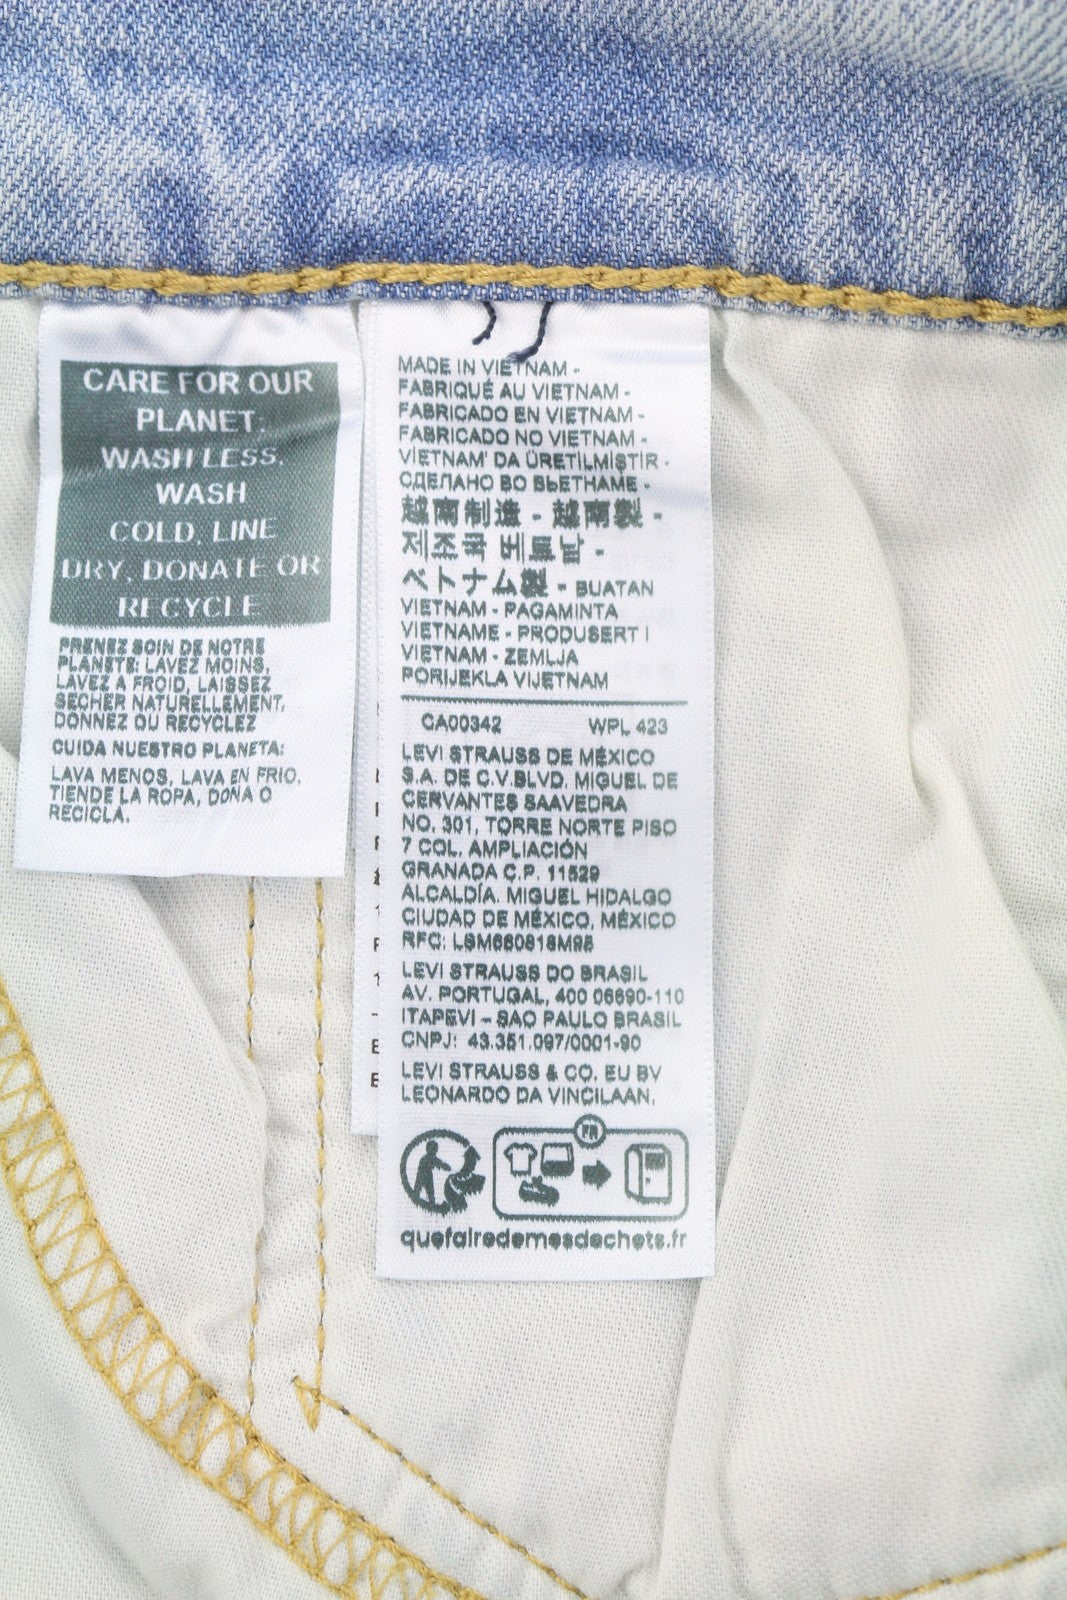 CARE FOR OUR
PLANET:
WASH LESS,
WASH
COLD, LINE
DRY, DONATE OR
RECYCLE
PRENEZ SOIN DE NOTRE
PLANÈTE: LAVEZ MOINS,
LAVEZ A FROID, LAISSEZ
SECHER NATURELLEMENT,
DONNEZ OU RECYCLEZ
CUIDA NUESTRO PLANETA:
LAVA MENOS, LAVA EN FRIO,
TIENDE LA ROPA, DONA O
RECICLA.
MADE IN VIETNAM -
FABRIQUÉ AU VIETNAM -
FABRICADO EN VIETNAM -
FABRICADO NO VIETNAM -
VIETNAM' DA ÜRETİLMİŞTİR -
СДЕЛАНО ВО ВЬЕТНАМЕ -
越南制造 - 越南製 -
제조국 베트남 -
ベトナム製 - BUATAN
VIETNAM - PAGAMINTA
VIETNAME - PRODUSERT I
VIETNAM - ZEMLJA
PORIJEKLA VIJETNAM
CA00342 WPL 423
LEVI STRAUSS DE MÉXICO
S.A. DE C.V.BLVD. MIGUEL DE
CERVANTES SAAVEDRA
NO. 301, TORRE NORTE PISO
7 COL. AMPLIACIÓN
GRANADA C.P. 11529
ALCALDÍA. MIGUEL HIDALGO
CIUDAD DE MÉXICO, MÉXICO
RFC: LSM660818M98
LEVI STRAUSS DO BRASIL
AV. PORTUGAL, 400 06690-110
ITAPEVI – SAO PAULO BRASIL
CNPJ: 43.351.097/0001-90
LEVI STRAUSS & CO. EU BV
LEONARDO DA VINCILAAN,
FR
quefairedemesdechets.fr